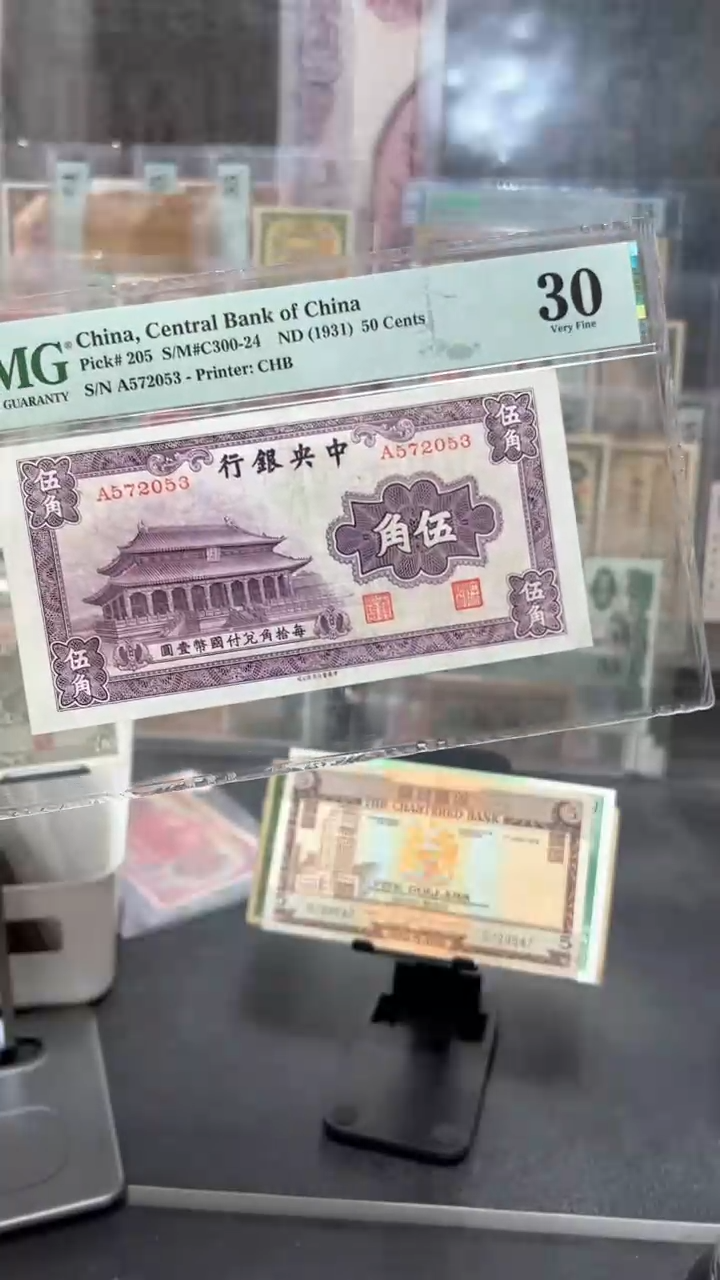 MG
GUARANTY
China, Central Bank of China
Pick# 205 S/M#C300-24 ND (1931) 50 Cents
S/N A572053 - Printer: CHB
30
Very Fine
行銀央中
A572053
A572053
伍角
伍角
角伍
圓壹幣國付兌角拾每
伍角
伍角
THE CHARTERED BANK
FIVE DOLLARS